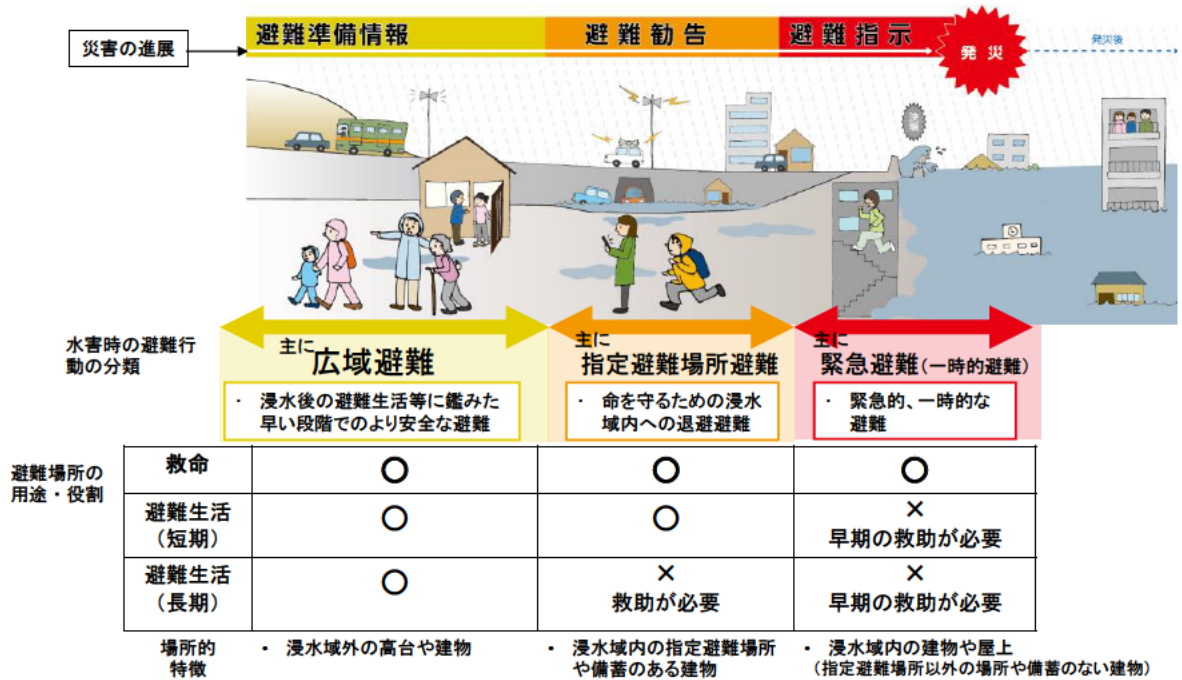 災害の進展
避難準備情報
避難勧告
避難指示
発災
発災後
水害時の避難行
動の分類
主に
広域避難
・ 浸水後の避難生活等に鑑みた
早い段階でのより安全な避難
主に
指定避難場所避難
・ 命を守るための浸水
域内への退避避難
主に
緊急避難(一時的避難)
・ 緊急的、一時的な
避難
避難場所の
用途・役割
救命
○
○
○
避難生活
(短期)
○
○
×
早期の救助が必要
避難生活
(長期)
○
×
救助が必要
×
早期の救助が必要
場所的
特徴
・ 浸水域外の高台や建物
・ 浸水域内の指定避難場所
や備蓄のある建物
・ 浸水域内の建物や屋上
(指定避難場所以外の場所や備蓄のない建物)